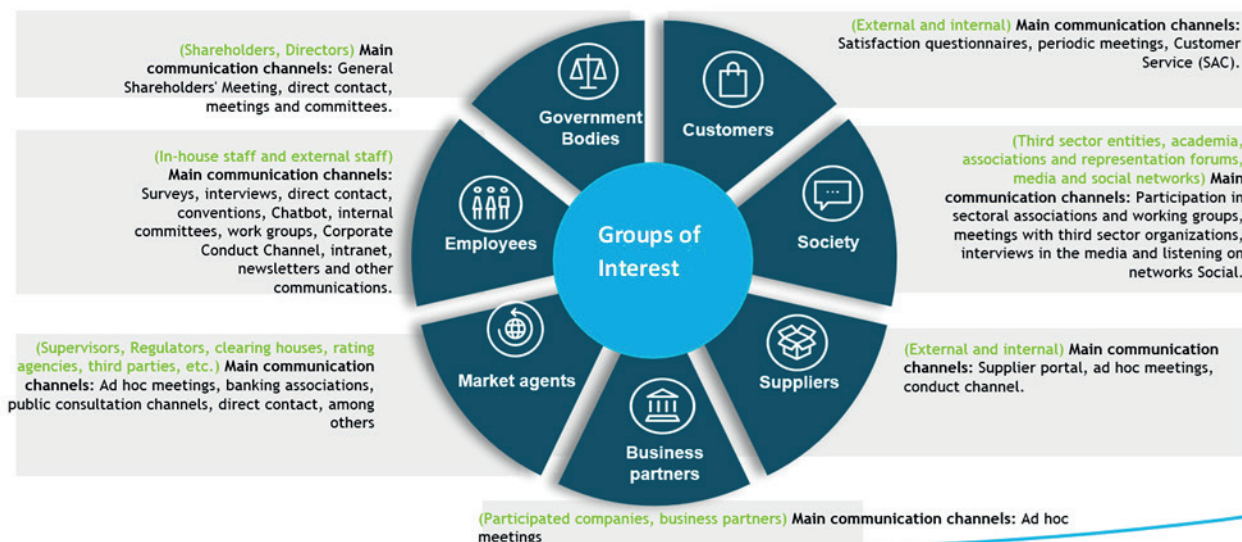 (Shareholders, Directors) Main
communication channels: General
Shareholders' Meeting, direct contact,
meetings and committees.
(External and internal) Main communication channels:
Satisfaction questionnaires, periodic meetings, Customer
Service (SAC).
Government
Bodies
Customers
(In-house staff and external staff)
Main communication channels:
Surveys, interviews, direct contact,
conventions, Chatbot, internal
committees, work groups, Corporate
Conduct Channel, intranet,
newsletters and other
communications.
Employees
Groups of
Interest
Society
(Third sector entities, academia,
associations and representation forums,
media and social networks) Main
communication channels: Participation in
sectoral associations and working groups,
meetings with third sector organizations,
interviews in the media and listening on
networks Social.
(Supervisors, Regulators, clearing houses, rating
agencies, third parties, etc.) Main communication
channels: Ad hoc meetings, banking associations,
public consultation channels, direct contact, among
others
Market agents
Suppliers
(External and internal) Main communication
channels: Supplier portal, ad hoc meetings,
conduct channel.
Business
partners
(Participated companies, business partners) Main communication channels: Ad hoc
meetings